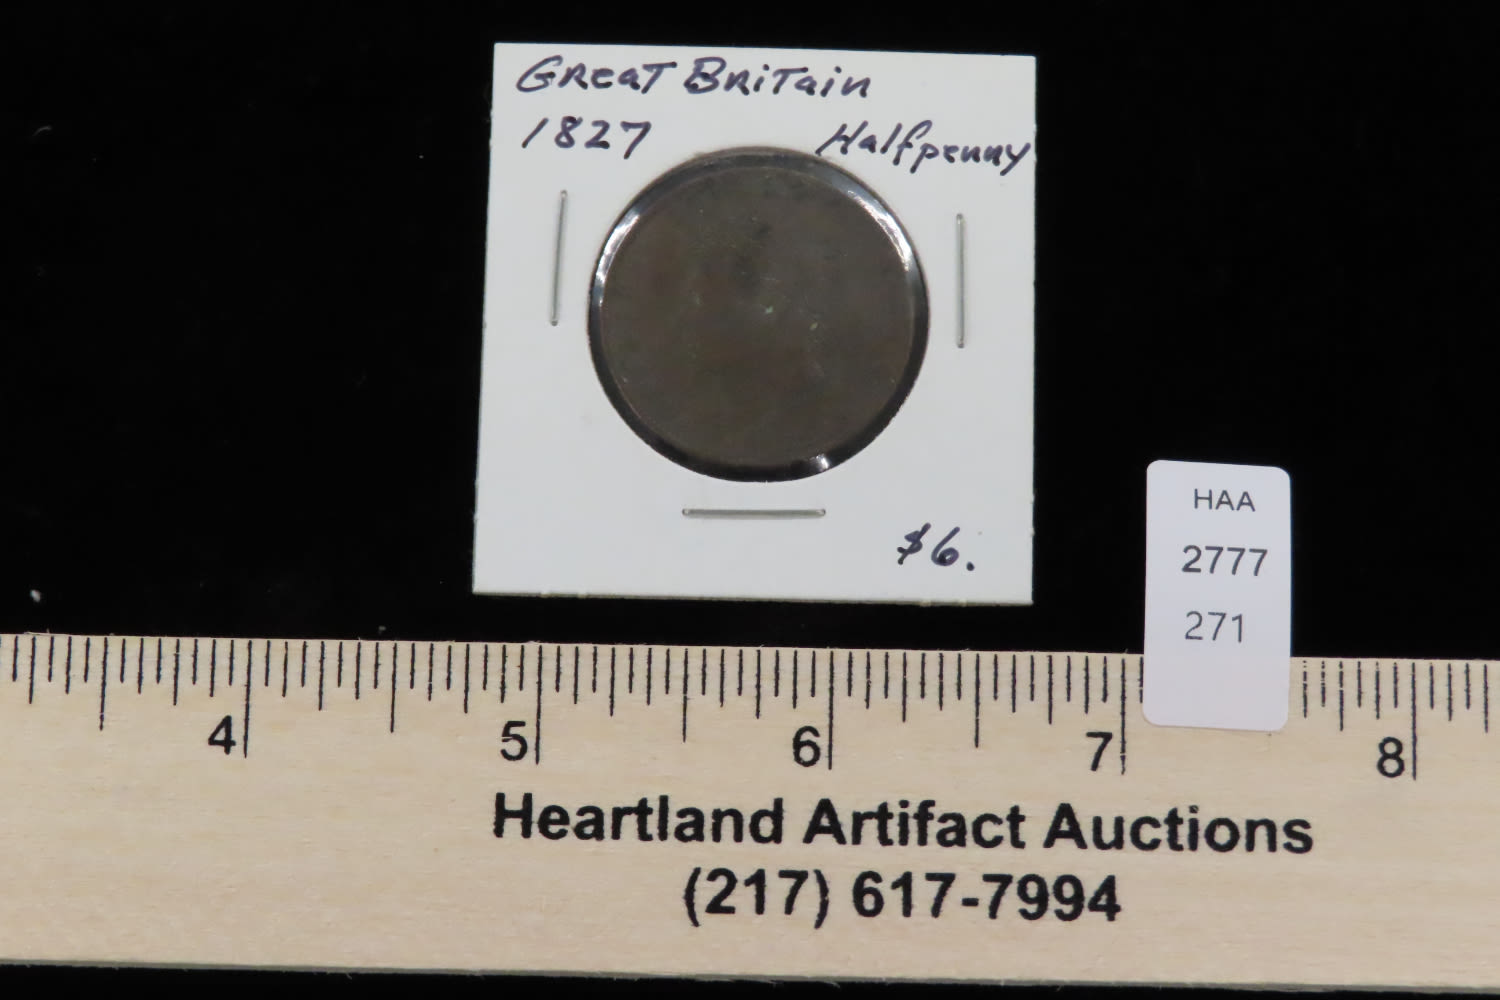 Great Britain
1827 Halfpenny
$6.
HAA
2777
271
4 5 6 7 8
Heartland Artifact Auctions
(217) 617-7994